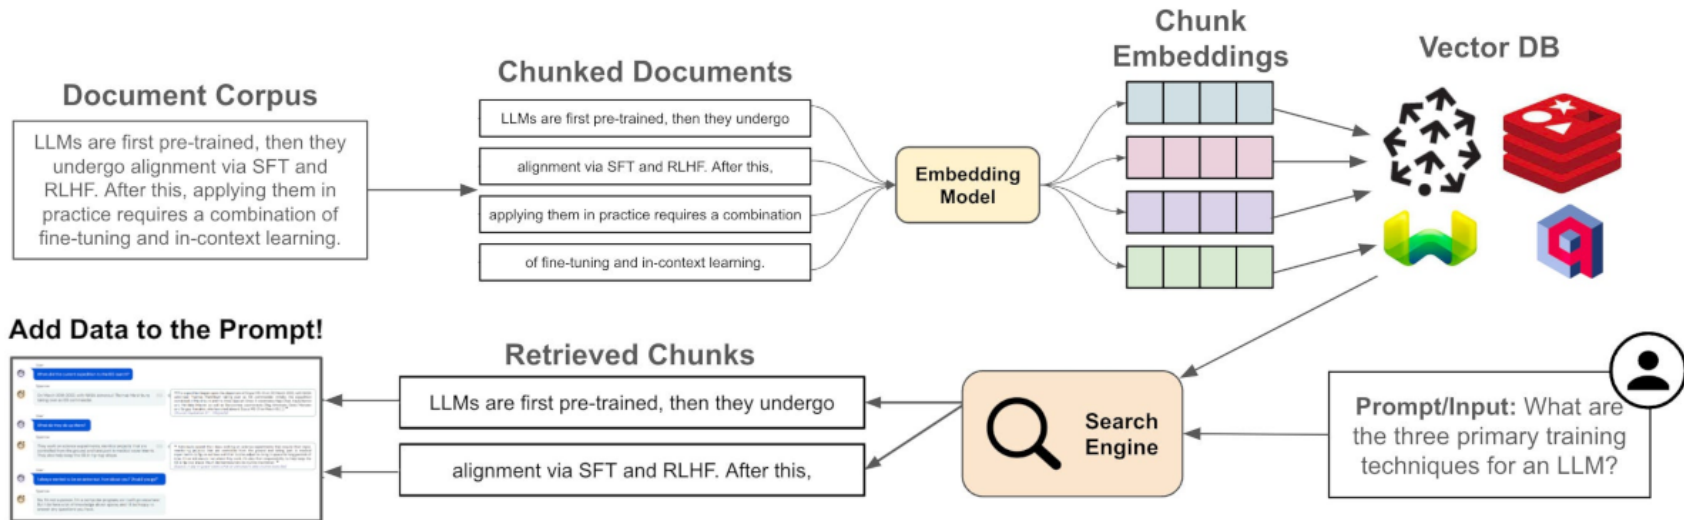 Document Corpus
LLMs are first pre-trained, then they
undergo alignment via SFT and
RLHF. After this, applying them in
practice requires a combination of
fine-tuning and in-context learning.
Chunked Documents
LLMs are first pre-trained, then they undergo
alignment via SFT and RLHF. After this,
applying them in practice requires a combination
of fine-tuning and in-context learning.
Embedding
Model
Chunk
Embeddings
Vector DB
Add Data to the Prompt!
Retrieved Chunks
LLMs are first pre-trained, then they undergo
alignment via SFT and RLHF. After this,
Search
Engine
Prompt/Input: What are
the three primary training
techniques for an LLM?